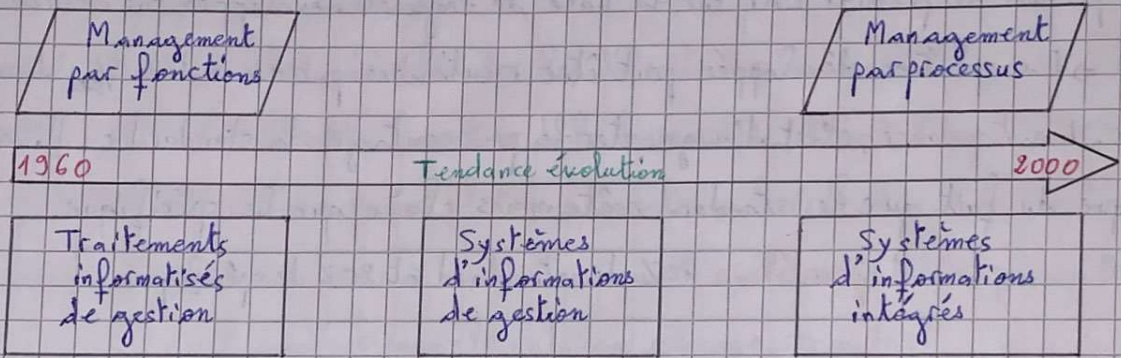 Management
par fonctions
Management
par processus
1960
Tendance évolution
2000
Traitements
informatisés
de gestion
Systèmes
d'informations
de gestion
Systèmes
d'informations
intégrés